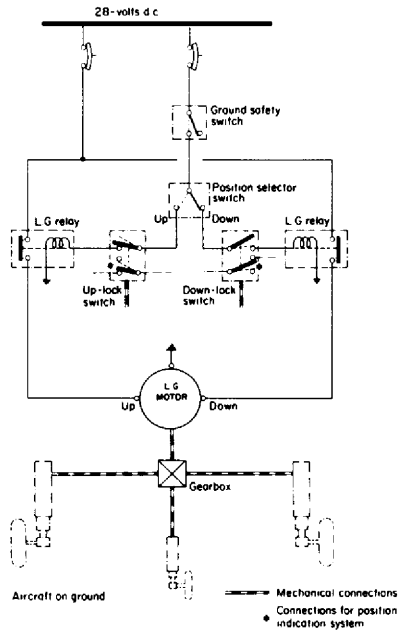 28-volts d.c
Ground safety
switch
Position selector
switch
Up
Down
L G relay
L G relay
Up-lock
switch
Down-lock
switch
L G
MOTOR
Up
Down
Gearbox
Aircraft on ground
Mechanical connections
Connections for position
indication system